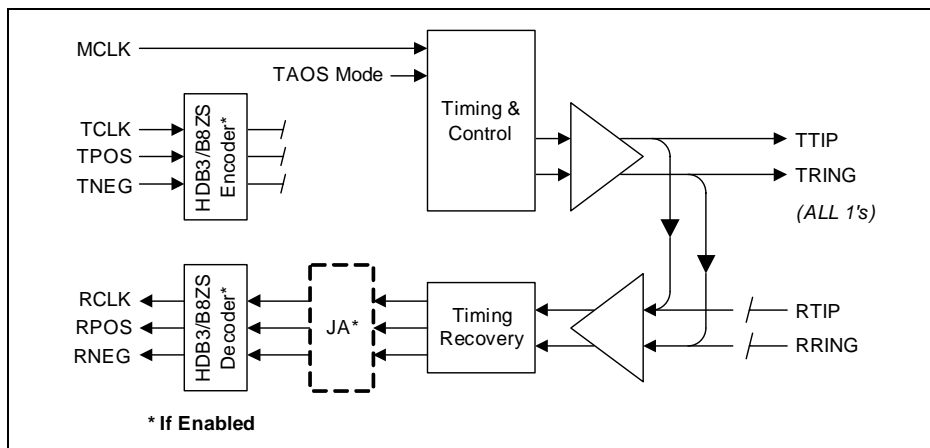 MCLK
TAOS Mode
Timing &
Control
TCLK
TPOS
TNEG
HDB3/B8ZS
Encoder*
TTIP
TRING
(ALL 1's)
RCLK
RPOS
RNEG
HDB3/B8ZS
Decoder*
JA*
Timing
Recovery
RTIP
RRING
* If Enabled